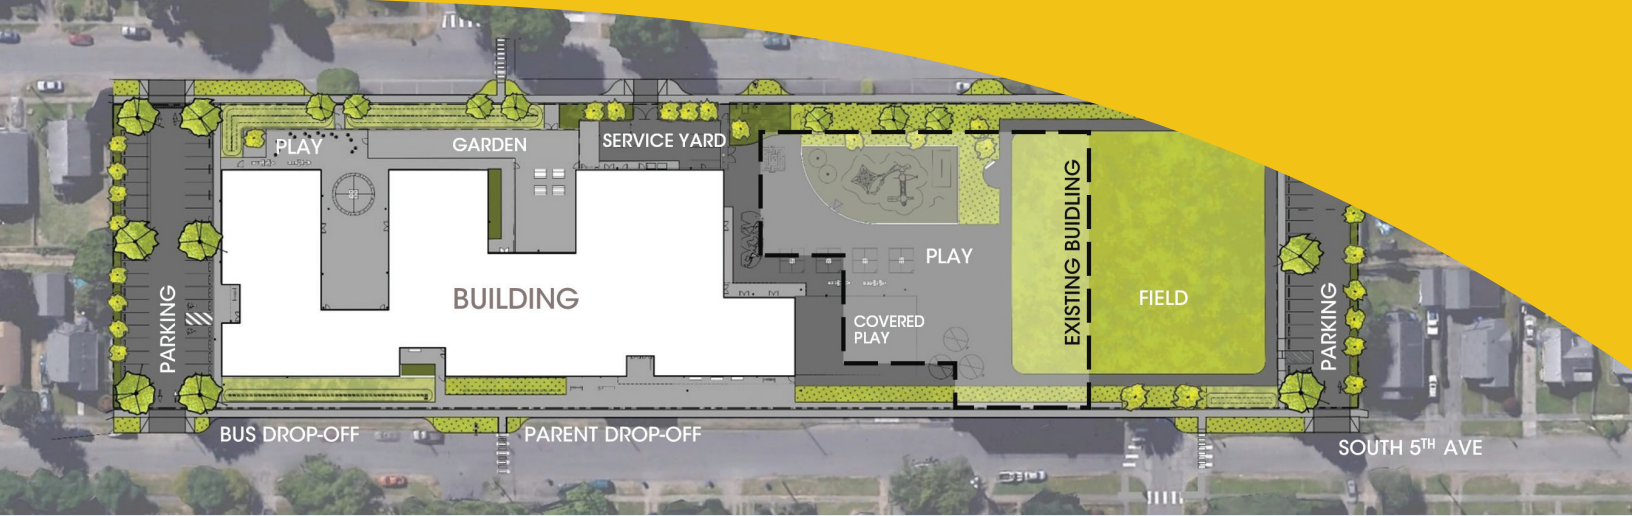 PLAY
GARDEN
SERVICE YARD
PARKING
BUILDING
PLAY
COVERED
PLAY
EXISTING BUIDLING
FIELD
PARKING
BUS DROP-OFF
PARENT DROP-OFF
SOUTH 5TH AVE